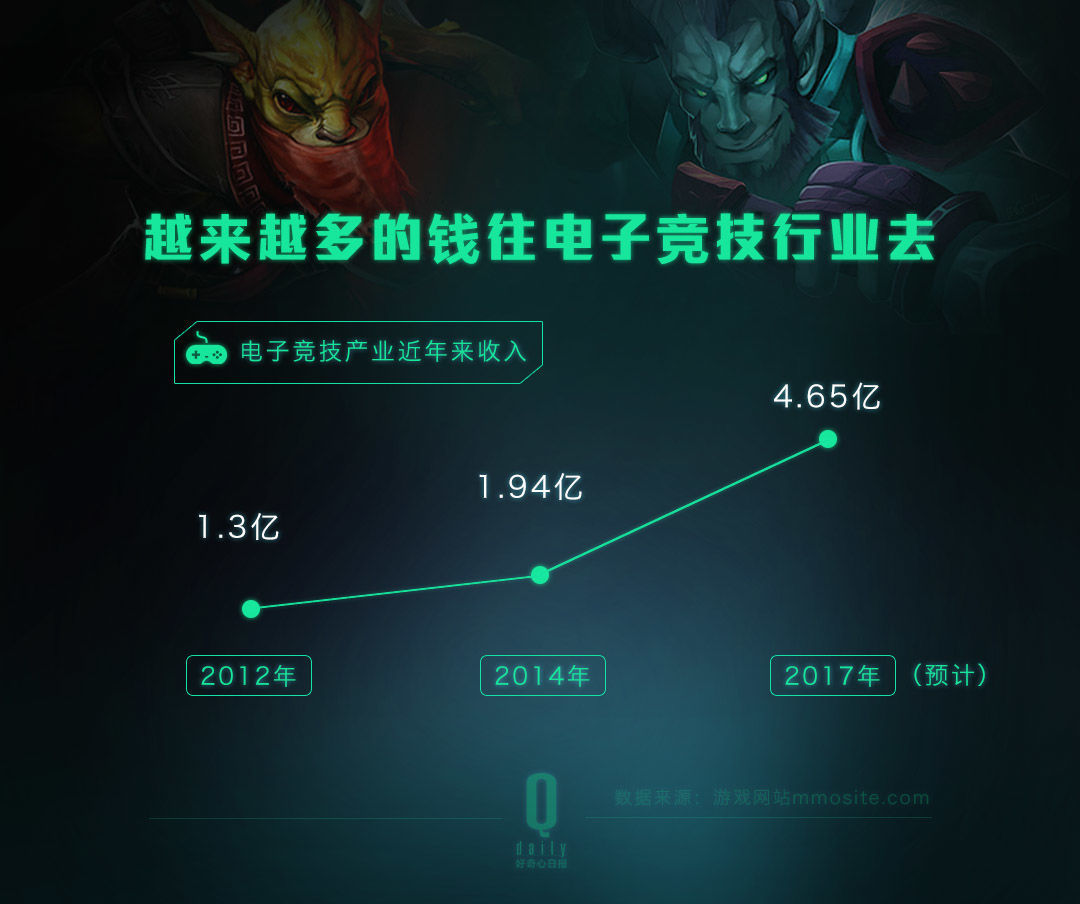 越来越多的钱往电子竞技行业去
电子竞技产业近年来收入
4.65亿
1.94亿
1.3亿
2012年
2014年
2017年 (预计)
数据来源：游戏网站mmosite.com
Q
daily
好奇心日报